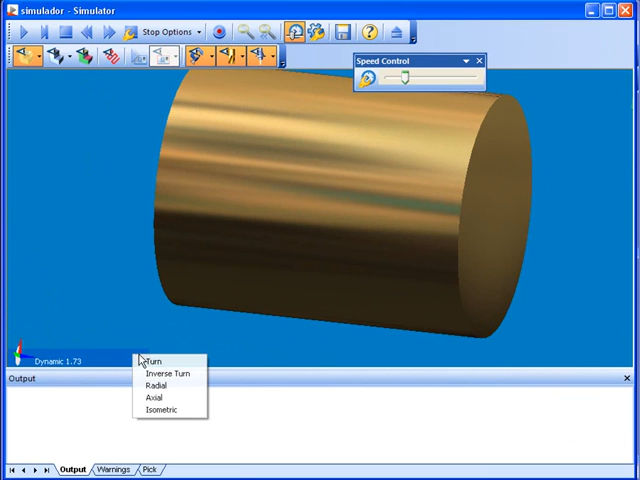 simulador - Simulator
Stop Options
Speed Control
Dynamic 1.73
Turn
Inverse Turn
Radial
Axial
Isometric
Output
Output
Warnings
Pick